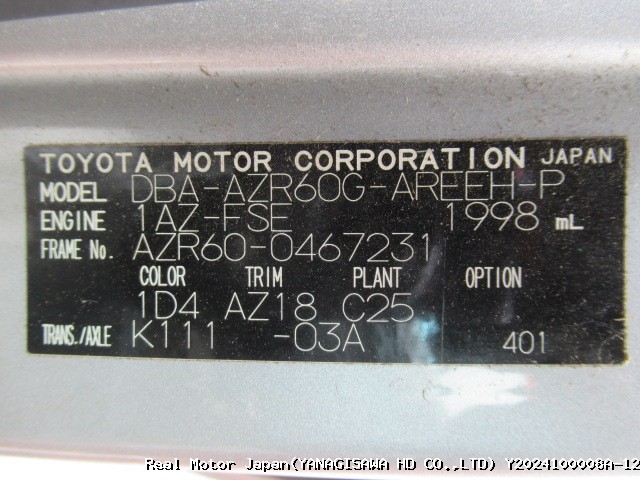 TOYOTA MOTOR CORPORATION JAPAN
MODEL DBA-AZR60G-AREEH-P
ENGINE 1AZ-FSE 1998 mL
FRAME No. AZR60-0467231
COLOR TRIM PLANT OPTION
1D4 AZ18 C25
TRANS./AXLE K111 -03A 401
Real Motor Japan(YANAGISAWA HD CO.,LTD) Y2024100008A-12